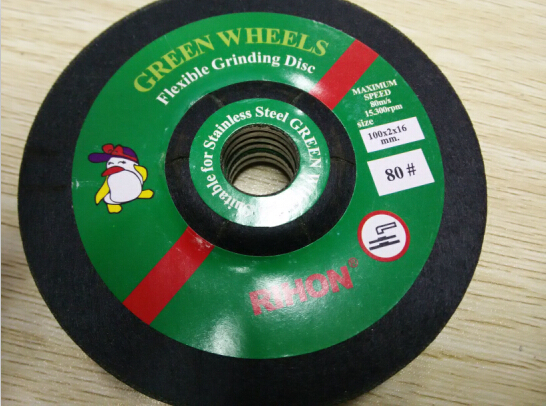 GREEN WHEELS
Flexible Grinding Disc
MAXIMUM
SPEED
80m/s
15.300rpm
size
100x2x16
mm.
80 #
Suitable for Stainless Steel GREEN
RIHON®